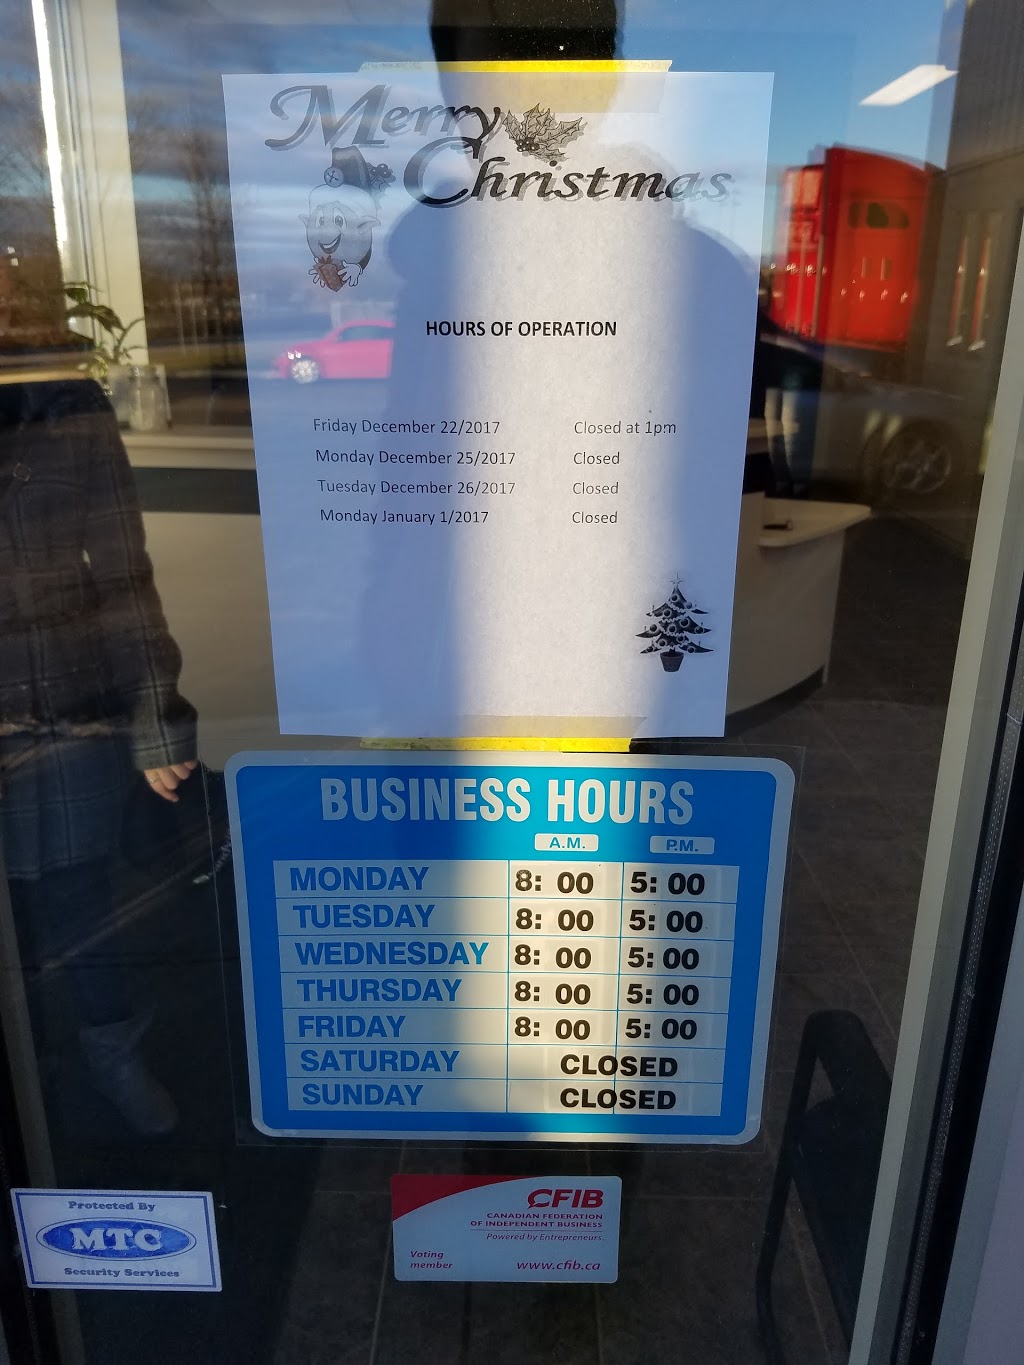 Merry
Christmas
HOURS OF OPERATION
Friday December 22/2017 Closed at 1pm
Monday December 25/2017 Closed
Tuesday December 26/2017 Closed
Monday January 1/2017 Closed
BUSINESS HOURS
A.M. P.M.
MONDAY 8: 00 5: 00
TUESDAY 8: 00 5: 00
WEDNESDAY 8: 00 5: 00
THURSDAY 8: 00 5: 00
FRIDAY 8: 00 5: 00
SATURDAY CLOSED
SUNDAY CLOSED
Protected By
MTC
Security Services
CFIB
CANADIAN FEDERATION
OF INDEPENDENT BUSINESS
Powered by Entrepreneurs.
Voting
member
www.cfib.ca